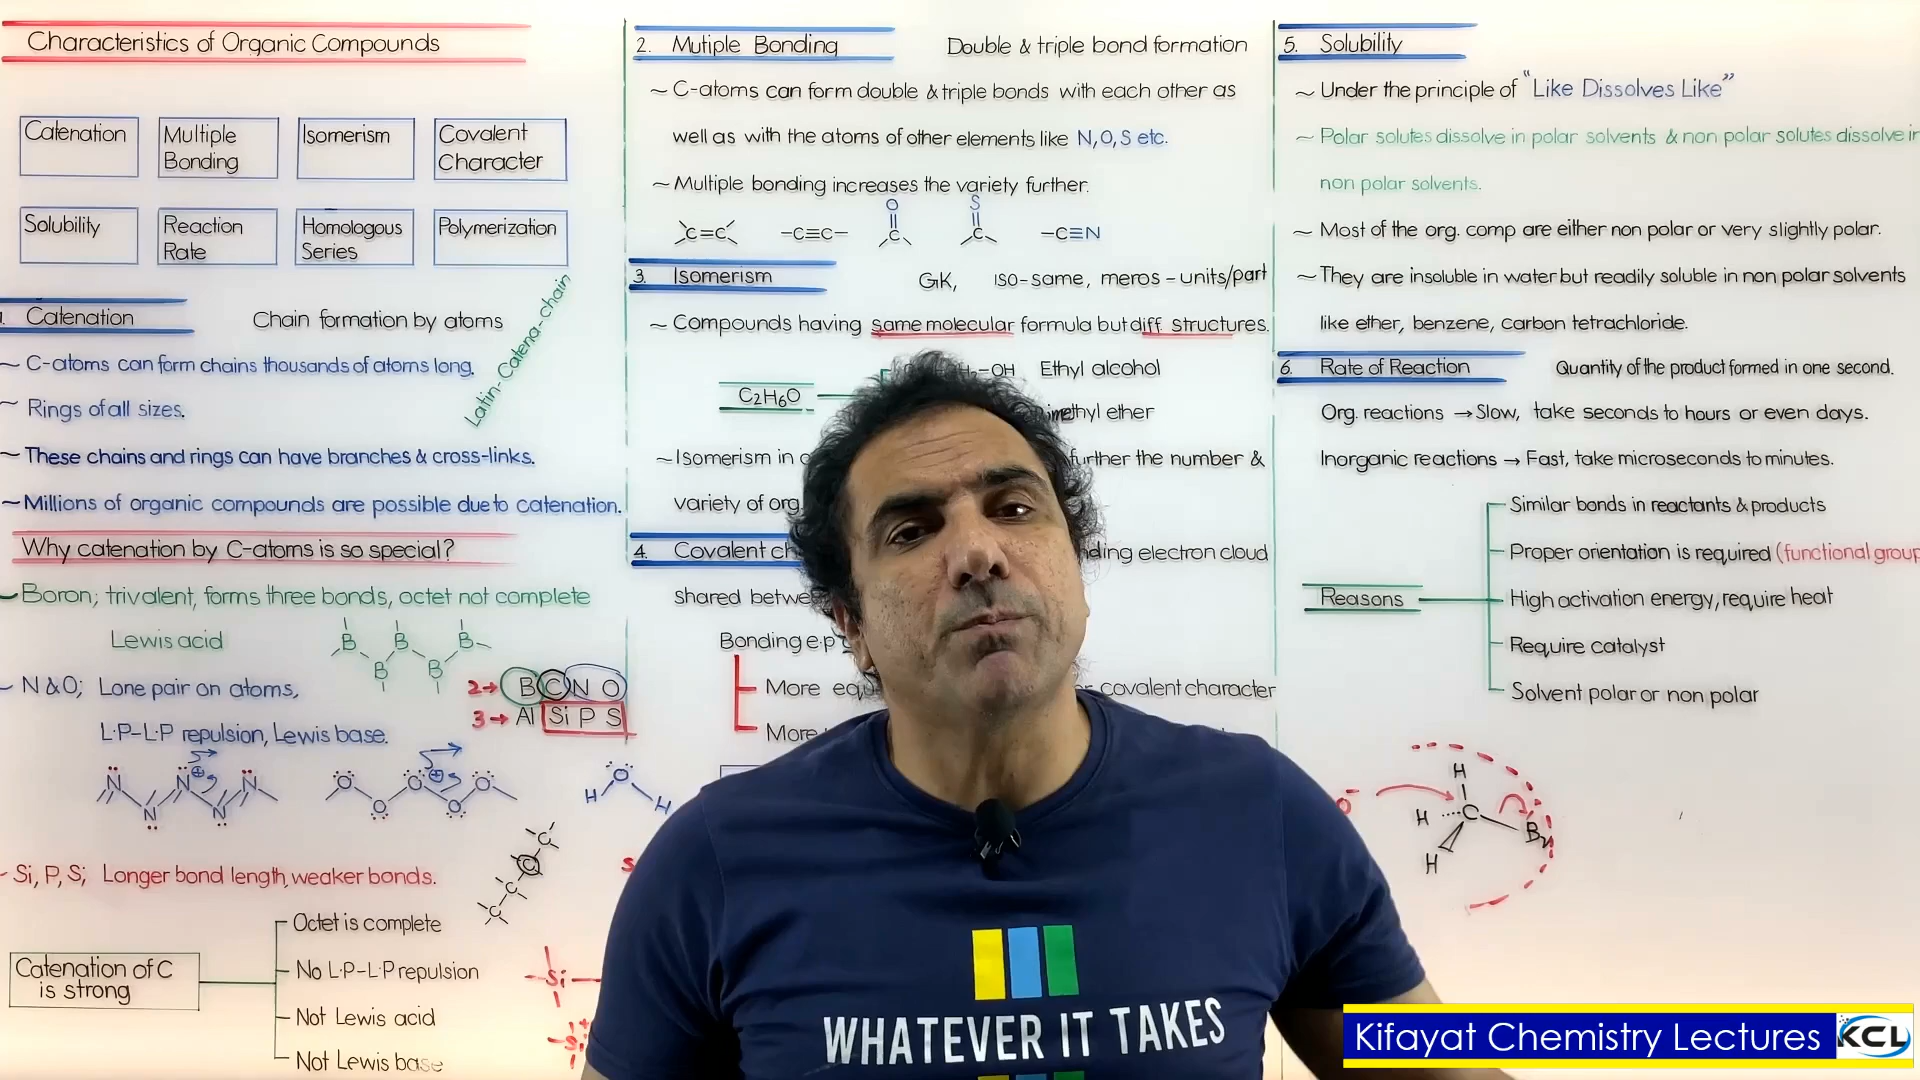 Characteristics of Organic Compounds
Catenation
Multiple
Bonding
Isomerism
Covalent
Character
Solubility
Reaction
Rate
Homologous
Series
Polymerization
1. Catenation Chain formation by atoms
Latin-Catena-chain
~ C-atoms can form chains thousands of atoms long.
~ Rings of all sizes.
~ These chains and rings can have branches & cross-links.
~ Millions of organic compounds are possible due to catenation.
Why catenation by C-atoms is so special?
~ Boron; trivalent, forms three bonds, octet not complete
Lewis acid
B B B
B B
~ N & O; Lone pair on atoms,
2→ B C N O
3→ Al Si P S
L·P-L·P repulsion, Lewis base.
N N N
N N
O O O
O O
O
H H
~ Si, P, S; Longer bond length, weaker bonds.
C
C
C
C
Catenation of C
is strong
Octet is complete
No L·P-L·P repulsion
Not Lewis acid
Not Lewis base
Si
Si
2. Mutiple Bonding Double & triple bond formation
~ C-atoms can form double & triple bonds with each other as
well as with the atoms of other elements like N, O, S etc.
~ Multiple bonding increases the variety further.
C=C
-C≡C-
O
C
S
C
-C≡N
3. Isomerism GK, iso-same, meros-units/part
~ Compounds having same molecular formula but diff structures.
C2H6O
-OH Ethyl alcohol
ether
~ Isomerism in further the number &
variety of org
4. Covalent electron cloud
shared
Bonding e·p
More covalent character
More
5. Solubility
~ Under the principle of "Like Dissolves Like"
~ Polar solutes dissolve in polar solvents & non polar solutes dissolve in
non polar solvents.
~ Most of the org. comp are either non polar or very slightly polar.
~ They are insoluble in water but readily soluble in non polar solvents
like ether, benzene, carbon tetrachloride.
6. Rate of Reaction Quantity of the product formed in one second.
Org. reactions → Slow, take seconds to hours or even days.
Inorganic reactions → Fast, take microseconds to minutes.
Reasons
Similar bonds in reactants & products
Proper orientation is required (functional group
High activation energy, require heat
Require catalyst
Solvent polar or non polar
H
H C
H
Br
WHATEVER IT TAKES
Kifayat Chemistry Lectures KCL